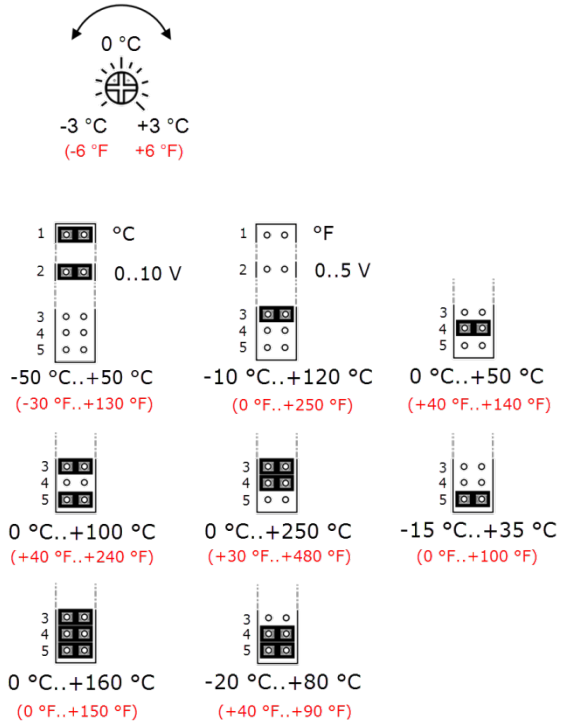 0 °C
-3 °C +3 °C
(-6 °F +6 °F)
1 °C
2 0..10 V
3
4
5
-50 °C..+50 °C
(-30 °F..+130 °F)
1 °F
2 0..5 V
3
4
5
-10 °C..+120 °C
(0 °F..+250 °F)
3
4
5
0 °C..+50 °C
(+40 °F..+140 °F)
3
4
5
0 °C..+100 °C
(+40 °F..+240 °F)
3
4
5
0 °C..+250 °C
(+30 °F..+480 °F)
3
4
5
-15 °C..+35 °C
(0 °F..+100 °F)
3
4
5
0 °C..+160 °C
(0 °F..+150 °F)
3
4
5
-20 °C..+80 °C
(+40 °F..+90 °F)